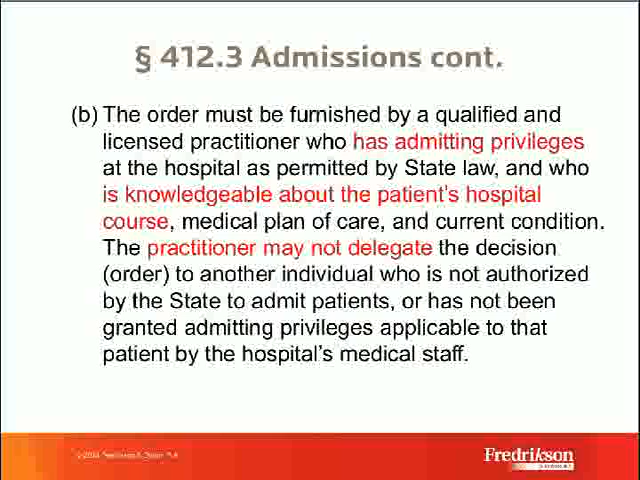 § 412.3 Admissions cont.
(b) The order must be furnished by a qualified and
licensed practitioner who has admitting privileges
at the hospital as permitted by State law, and who
is knowledgeable about the patient's hospital
course, medical plan of care, and current condition.
The practitioner may not delegate the decision
(order) to another individual who is not authorized
by the State to admit patients, or has not been
granted admitting privileges applicable to that
patient by the hospital's medical staff.
Fredrikson